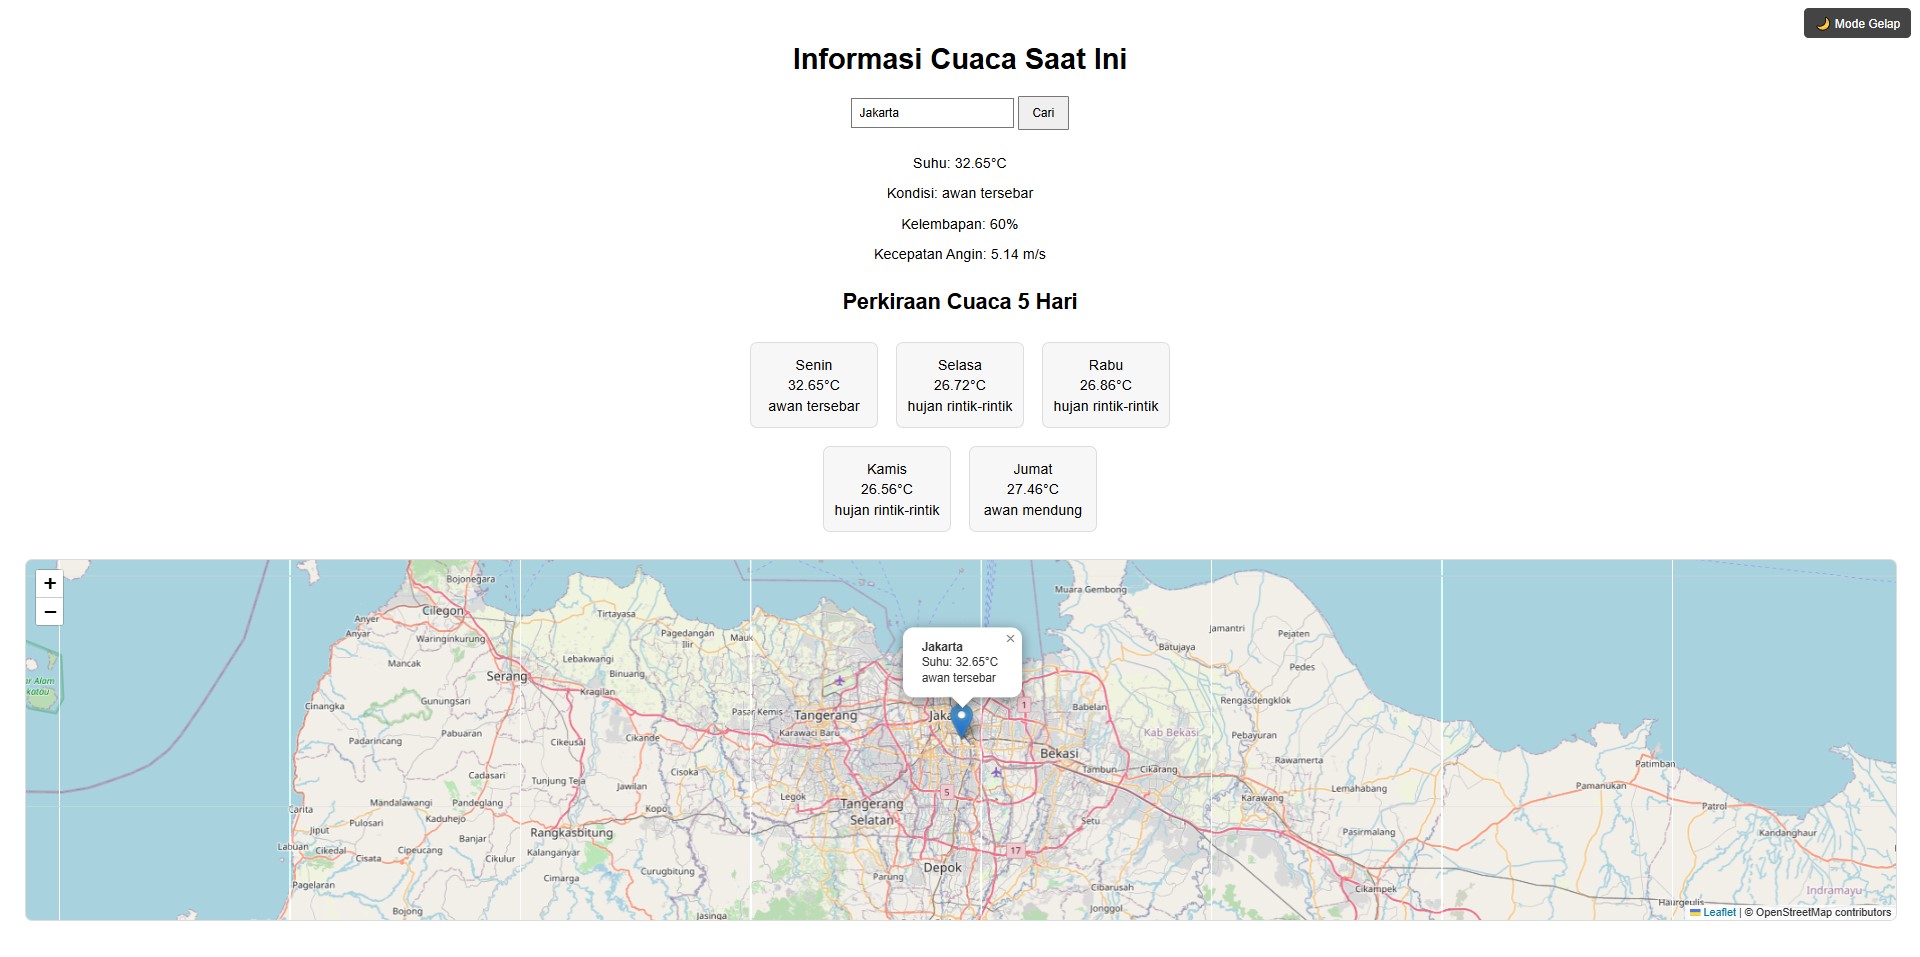 🌙 Mode Gelap
Informasi Cuaca Saat Ini
Jakarta
Cari
Suhu: 32.65°C
Kondisi: awan tersebar
Kelembapan: 60%
Kecepatan Angin: 5.14 m/s
Perkiraan Cuaca 5 Hari
Senin
32.65°C
awan tersebar
Selasa
26.72°C
hujan rintik-rintik
Rabu
26.86°C
hujan rintik-rintik
Kamis
26.56°C
hujan rintik-rintik
Jumat
27.46°C
awan mendung
+
−
Jakarta
Suhu: 32.65°C
awan tersebar
×
Bojonegara
Cilegon
Anyer
Anyar
Waringinkurung
Mancak
Serang
Tirtayasa
Pagedangan
Ilir
Mauk
Lebakwangi
Binuang
Kragilan
Gunungsari
Cinangka
Pabuaran
Padarincang
Cikeusal
Cikande
Pasar Kemis
Tangerang
Karawaci Baru
Muara Gembong
Jamantri
Pejaten
Batujaya
Pedes
Rengasdengklok
Babelan
Kab Bekasi
Pebayuran
Bekasi
Tambun
Cikarang
Rawamerta
Karawang
Lemahabang
Patimban
Pamanukan
Patrol
Kandanghaur
Pasirmalang
Cikampek
Indramayu
Haurgeulis
Cadasari
Tunjung Teja
Cisoka
Jawilan
Kopo
Legok
Tangerang
Selatan
Carita
Mandalawangi
Pandeglang
Kaduhejo
Pulosari
Jiput
Labuan
Cikedal
Cisata
Cipeucang
Banjar
Cikulur
Rangkasbitung
Kalanganyar
Cimarga
Curugbitung
Pagelaran
Bojong
Jasinga
Parung
Depok
Setu
Cibarusah
Jonggol
1
5
17
Leaflet | © OpenStreetMap contributors